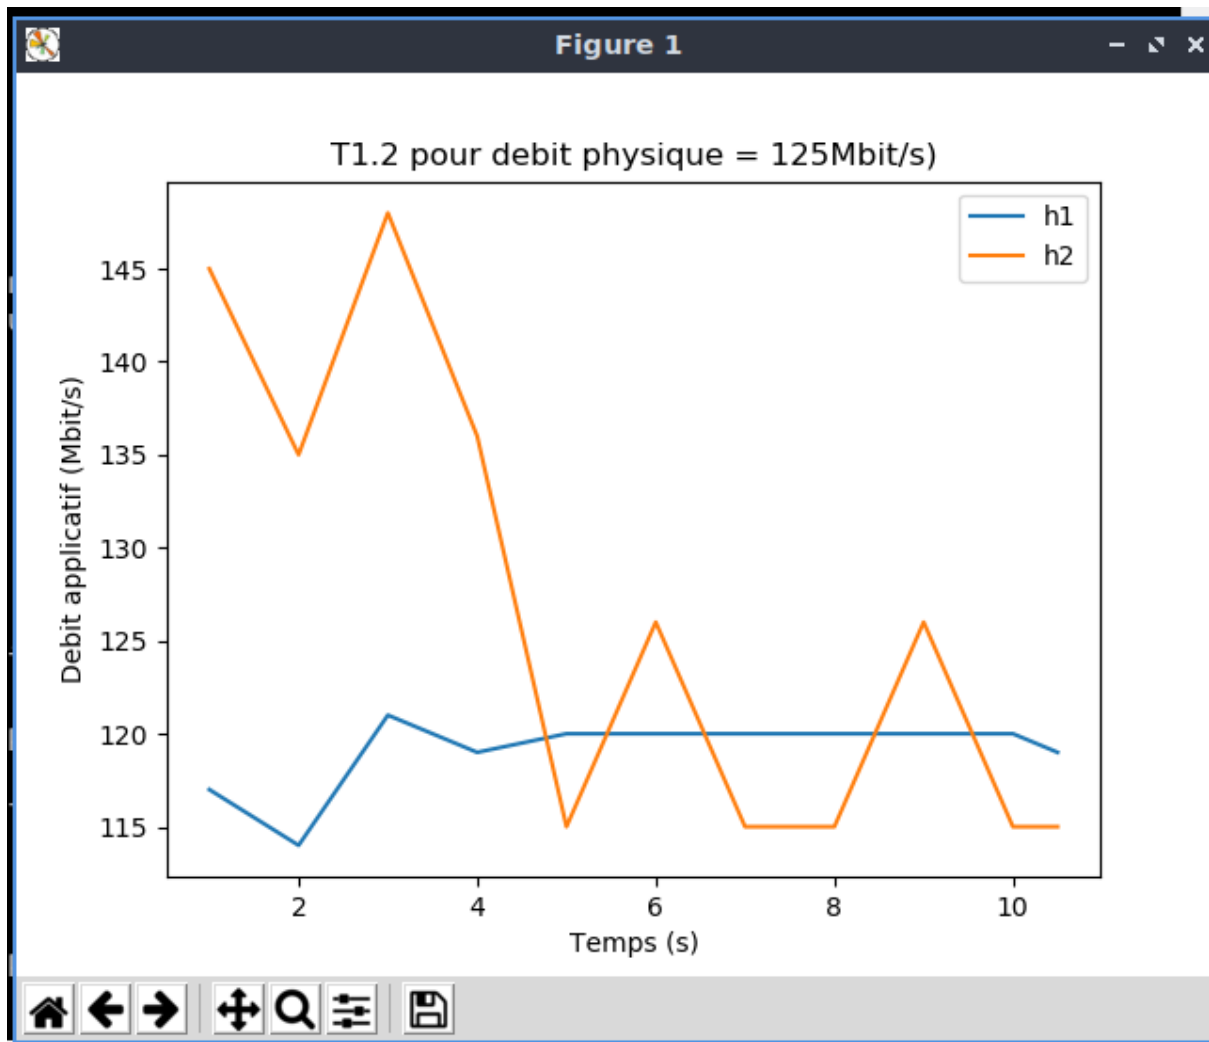 Figure 1
T1.2 pour debit physique = 125Mbit/s)
h1
h2
145
140
135
130
125
120
115
Debit applicatif (Mbit/s)
2 4 6 8 10
Temps (s)